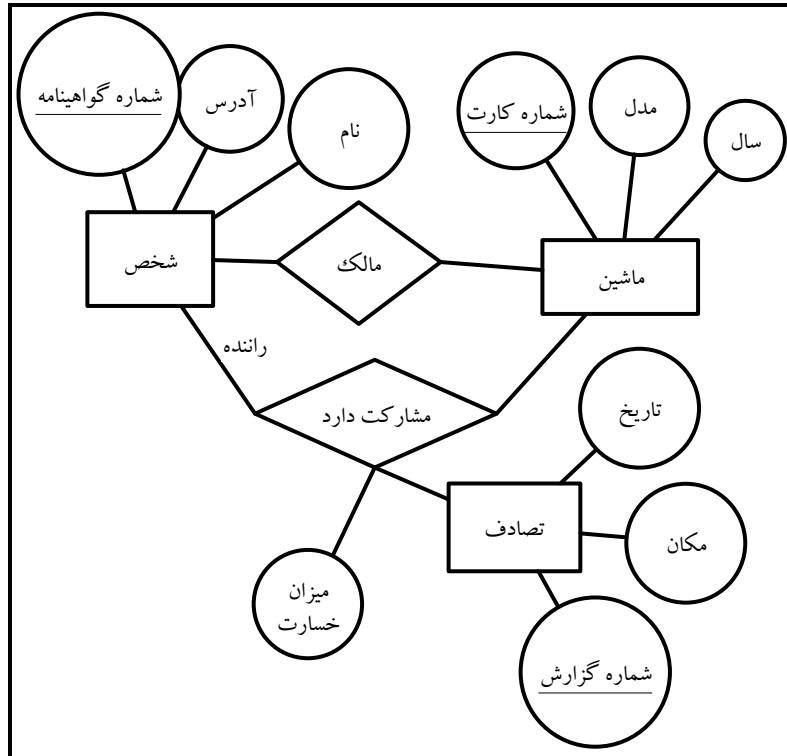 شماره گواهینامه
آدرس
نام
شماره کارت
مدل
سال
شخص
مالک
ماشین
راننده
مشارکت دارد
تاریخ
تصادف
مکان
میزان
خسارت
شماره گزارش